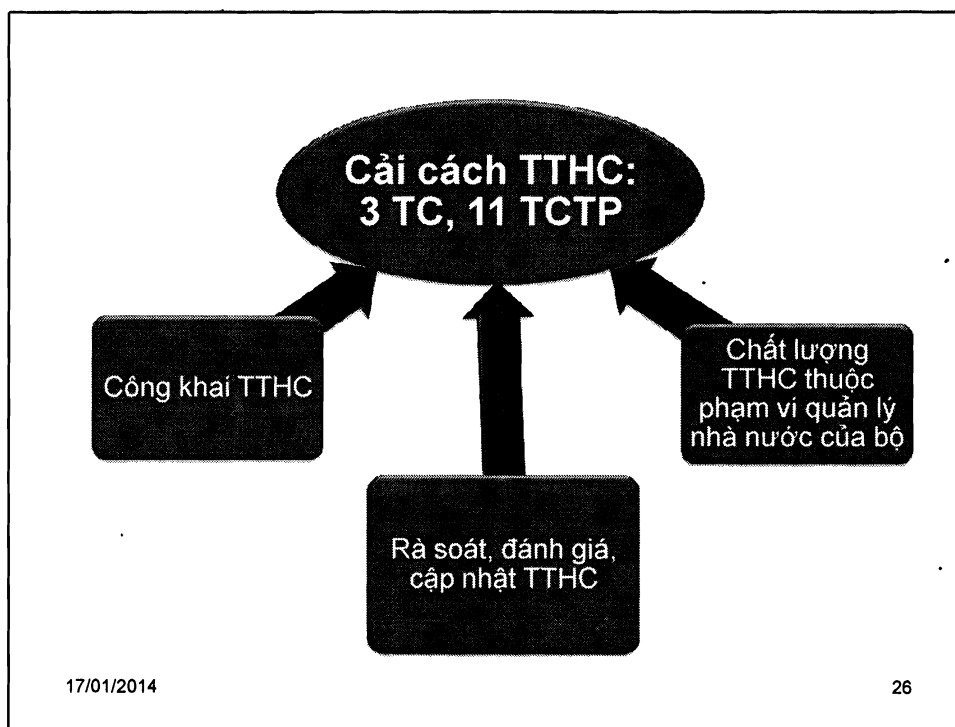 Cải cách TTHC:
3 TC, 11 TCTP
Công khai TTHC
Rà soát, đánh giá,
cập nhật TTHC
Chất lượng
TTHC thuộc
phạm vi quản lý
nhà nước của bộ
17/01/2014
26